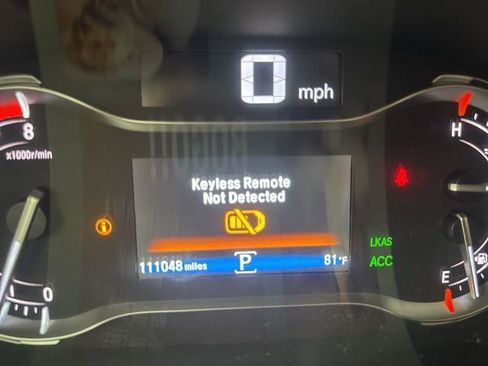 0 mph
8
x1000r/min
Keyless Remote
Not Detected
H
LKAS
ACC
111048 miles
P
81°F
0
E